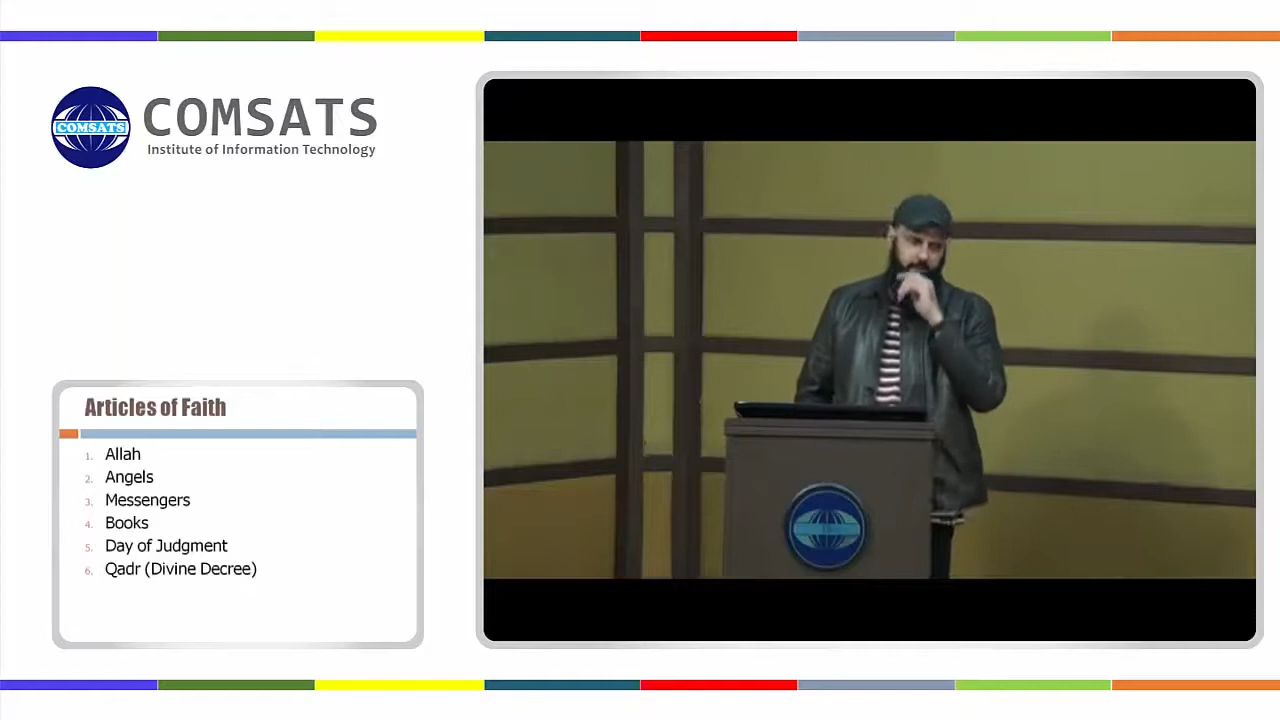 COMSATS
COMSATS
Institute of Information Technology
Articles of Faith
1. Allah
2. Angels
3. Messengers
4. Books
5. Day of Judgment
6. Qadr (Divine Decree)